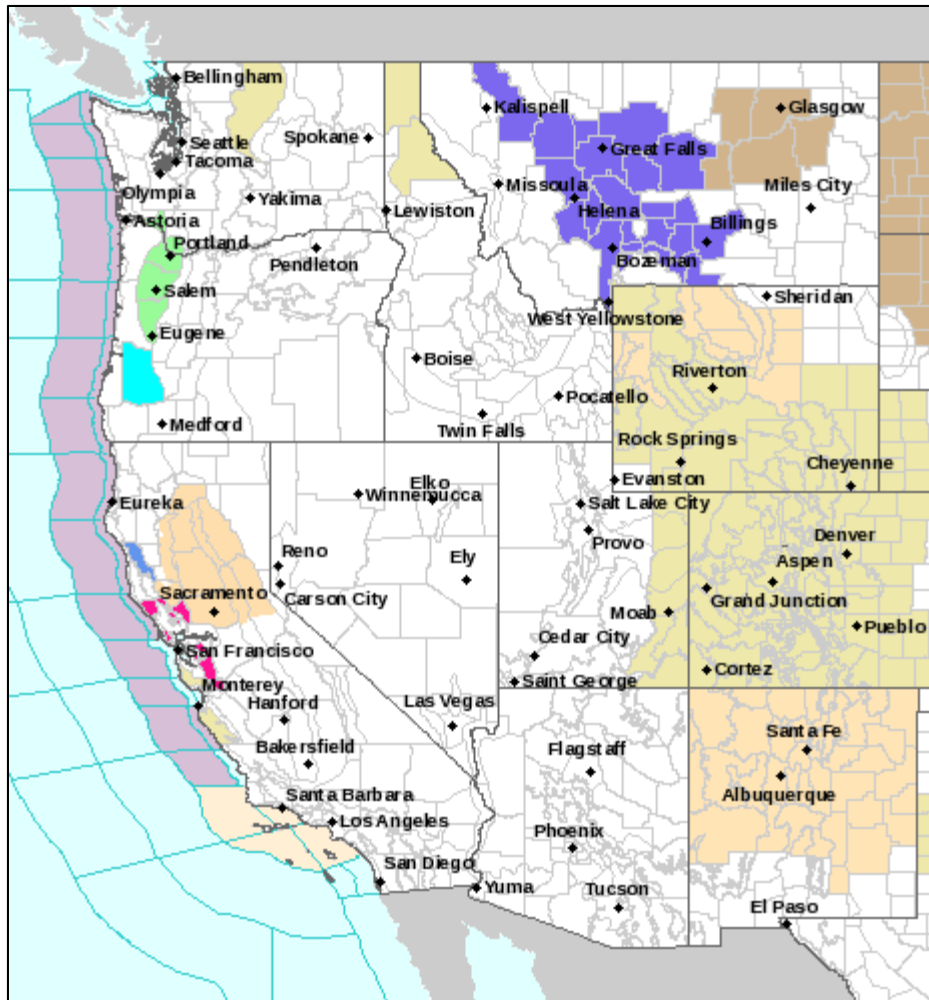 Bellingham
Kalispell
Glasgow
Seattle
Spokane
Great Falls
Tacoma
Missoula
Miles City
Olympia
Yakima
Helena
Lewiston
Astoria
Billings
Portland
Pendleton
Bozeman
Salem
Sheridan
West Yellowstone
Eugene
Boise
Riverton
Pocatello
Medford
Twin Falls
Rock Springs
Cheyenne
Elko
Evanston
Eureka
Winnemucca
Salt Lake City
Provo
Denver
Reno
Ely
Aspen
Sacramento
Carson City
Grand Junction
Moab
Pueblo
Cedar City
San Francisco
Cortez
Saint George
Monterey
Hanford
Las Vegas
Santa Fe
Bakersfield
Flagstaff
Albuquerque
Santa Barbara
Los Angeles
Phoenix
San Diego
Yuma
Tucson
El Paso